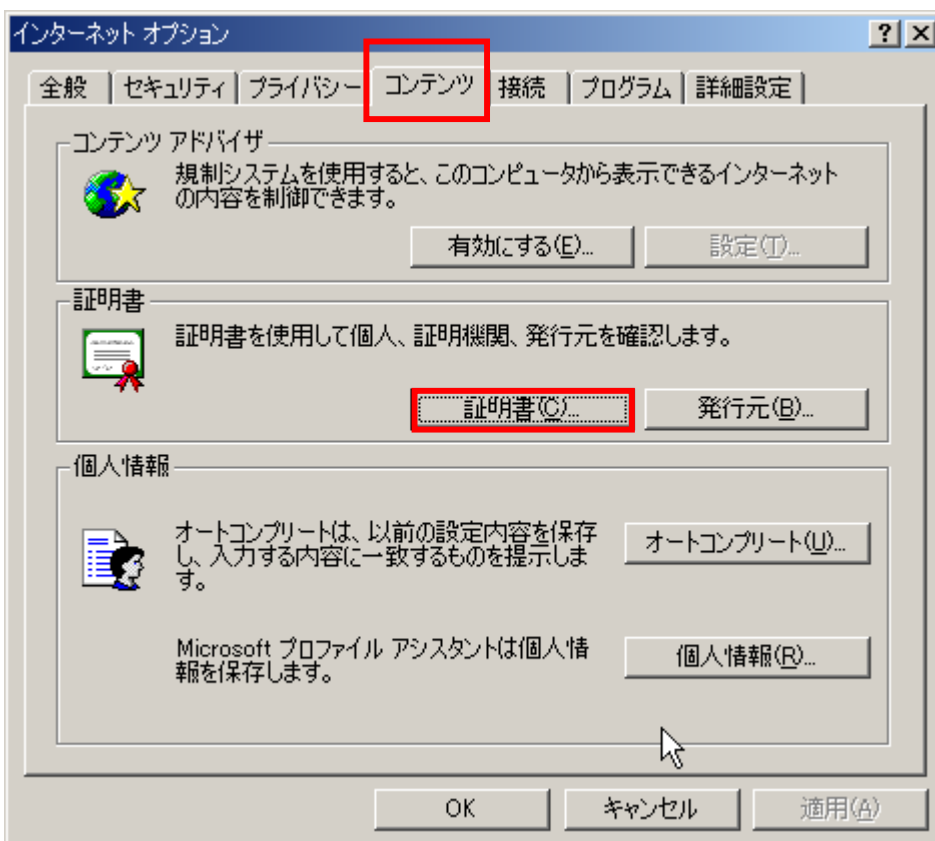 インターネット オプション
全般 セキュリティ プライバシー コンテンツ 接続 プログラム 詳細設定
コンテンツ アドバイザ
規制システムを使用すると、このコンピュータから表示できるインターネット
の内容を制御できます。
有効にする(E)... 設定(T)...
証明書
証明書を使用して個人、証明機関、発行元を確認します。
証明書(C)... 発行元(B)...
個人情報
オートコンプリートは、以前の設定内容を保存
し、入力する内容に一致するものを提示しま
す。
オートコンプリート(U)...
Microsoft プロファイル アシスタントは個人情
報を保存します。
個人情報(R)...
OK キャンセル 適用(A)